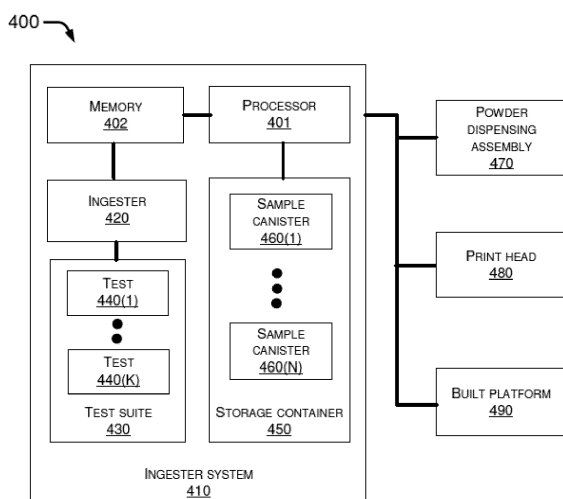 400
MEMORY
402
PROCESSOR
401
INGESTER
420
TEST
440(1)
TEST
440(K)
TEST SUITE
430
SAMPLE
CANISTER
460(1)
SAMPLE
CANISTER
460(N)
STORAGE CONTAINER
450
INGESTER SYSTEM
410
POWDER
DISPENSING
ASSEMBLY
470
PRINT HEAD
480
BUILT PLATFORM
490